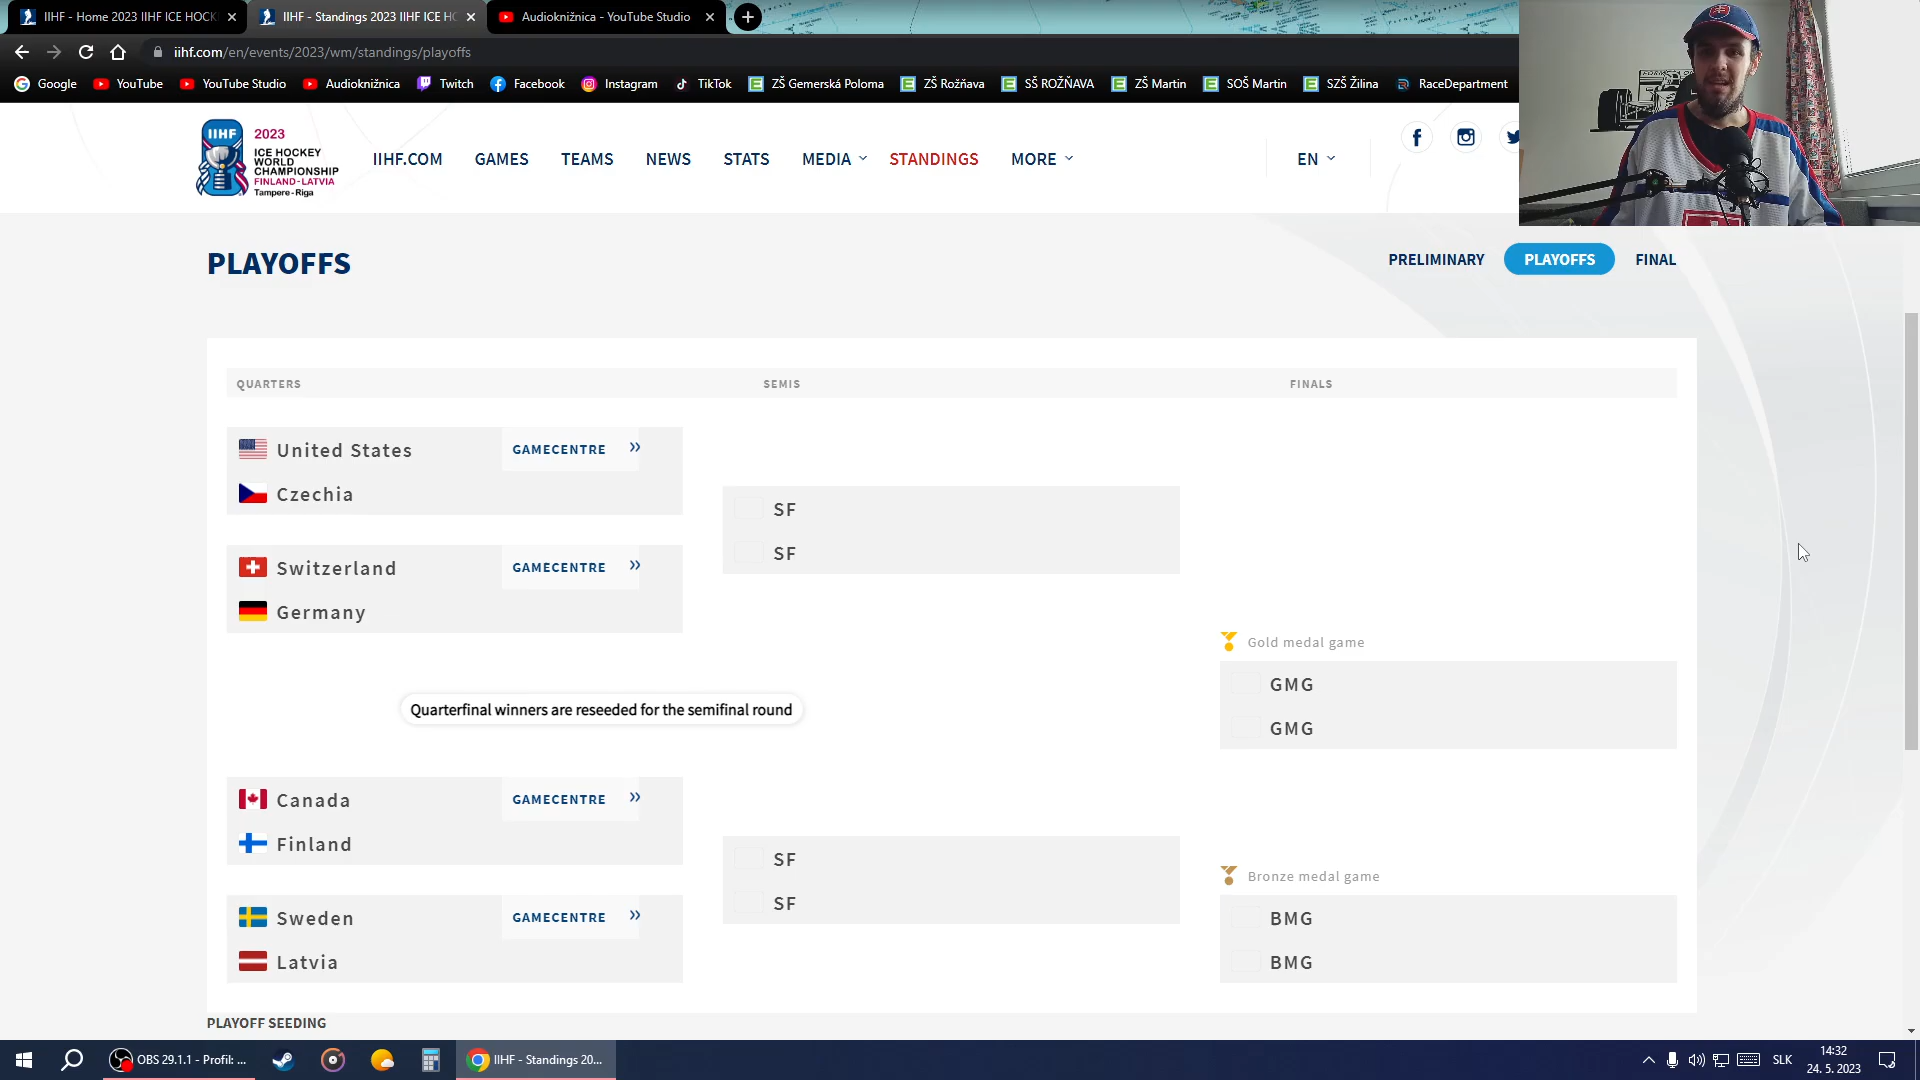 IIHF - Home 2023 IIHF ICE HOCK
IIHF - Standings 2023 IIHF ICE HO
Audioknižnica - YouTube Studio
iihf.com/en/events/2023/wm/standings/playoffs
Google
YouTube
YouTube Studio
Audioknižnica
Twitch
Facebook
Instagram
TikTok
ZŠ Gemerská Poloma
ZŠ Rožňava
SŠ ROŽŇAVA
ZŠ Martin
SOŠ Martin
SZŠ Žilina
RaceDepartment
IIHF
2023
ICE HOCKEY
WORLD
CHAMPIONSHIP
FINLAND-LATVIA
Tampere - Riga
IIHF.COM
GAMES
TEAMS
NEWS
STATS
MEDIA
STANDINGS
MORE
EN
PLAYOFFS
PRELIMINARY
PLAYOFFS
FINAL
QUARTERS
SEMIS
FINALS
United States
GAMECENTRE
Czechia
SF
SF
Switzerland
GAMECENTRE
Germany
Gold medal game
GMG
GMG
Quarterfinal winners are reseeded for the semifinal round
Canada
GAMECENTRE
Finland
SF
SF
Bronze medal game
Sweden
GAMECENTRE
BMG
Latvia
BMG
PLAYOFF SEEDING
OBS 29.1.1 - Profil: ...
IIHF - Standings 20...
SLK
14:32
24. 5. 2023